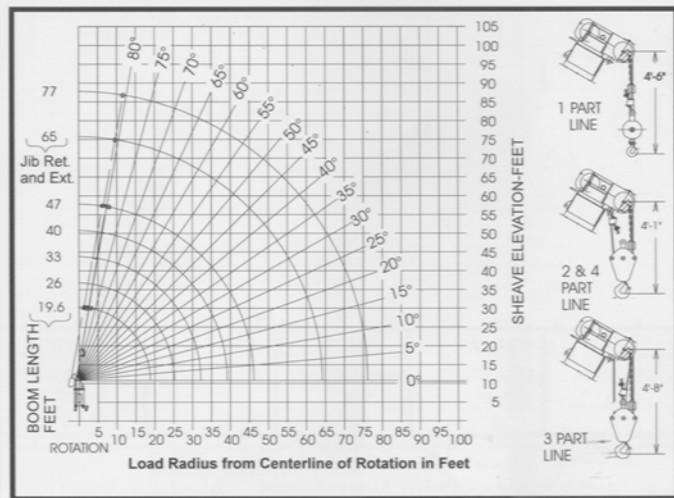 80° 75° 70° 65° 60° 55° 50° 45° 40° 35° 30° 25° 20° 15° 10° 5° 0°
77
65
Jib Ret.
and Ext.
47
40
33
26
19.6
BOOM LENGTH
FEET
105
100
95
90
85
80
75
70
65
60
55
50
45
40
35
30
25
20
15
10
5
SHEAVE ELEVATION-FEET
5 10 15 20 25 30 35 40 45 50 55 60 65 70 75 80 85 90 95 100
ROTATION
Load Radius from Centerline of Rotation in Feet
4'-6"
1 PART
LINE
4'-1"
2 & 4
PART
LINE
4'-8"
3 PART
LINE